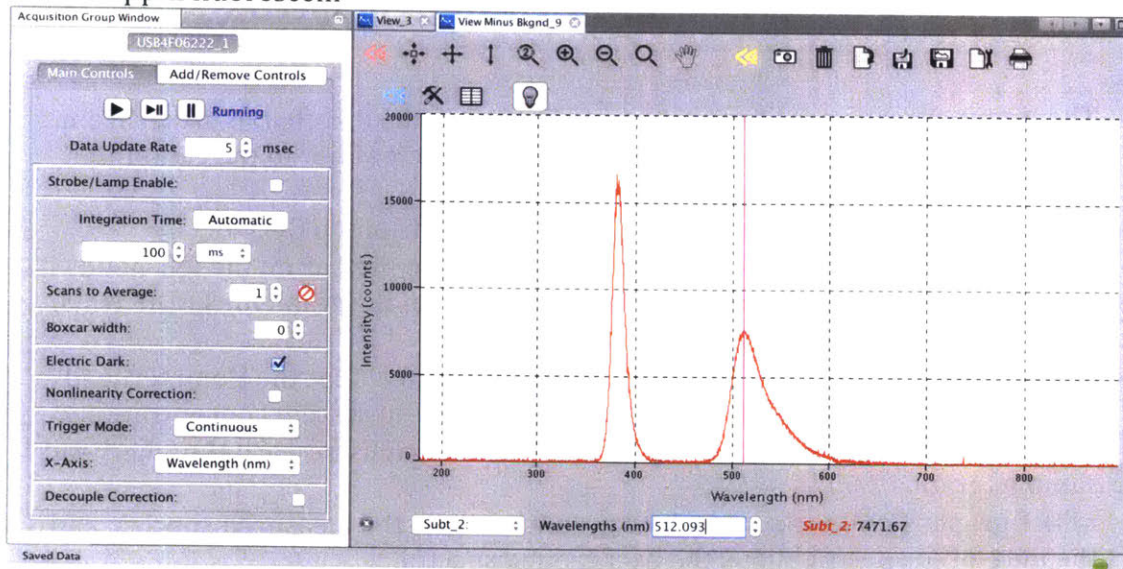 Acquisition Group Window
USB4F06222_1
Main Controls
Add/Remove Controls
Running
Data Update Rate 5 msec
Strobe/Lamp Enable:
Integration Time: Automatic
100 ms
Scans to Average: 1
Boxcar width: 0
Electric Dark:
Nonlinearity Correction:
Trigger Mode: Continuous
X-Axis: Wavelength (nm)
Decouple Correction:
Saved Data
View_3
View Minus Bkgnd_9
20000
15000
10000
5000
0
Intensity (counts)
200 300 400 500 600 700 800
Wavelength (nm)
Subt_2: Wavelengths (nm) 512.093 Subt_2: 7471.67